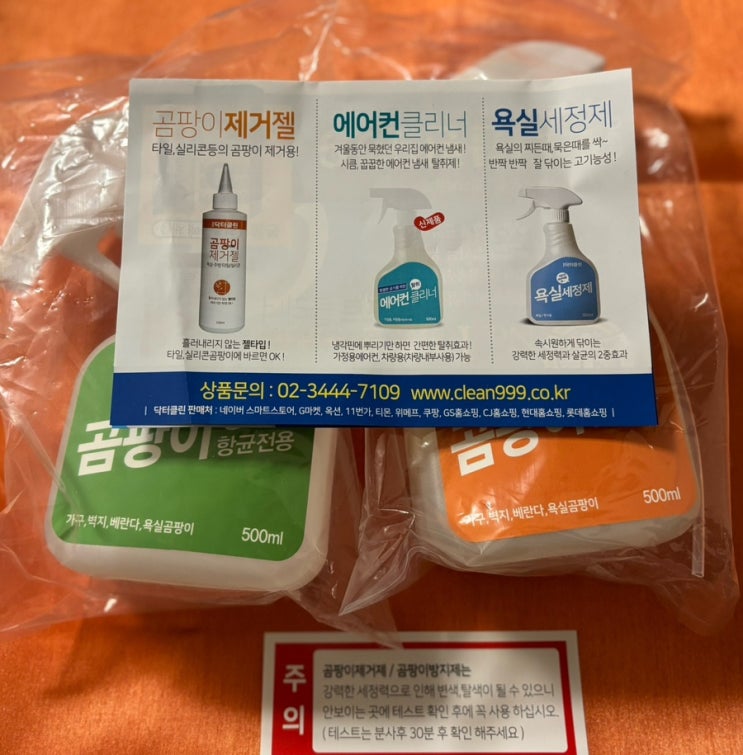 곰팡이제거젤
타일,실리콘등의 곰팡이 제거용!
닥터클린
곰팡이
제거젤
흘러내리지 않는 젤타입!
타일,실리콘곰팡이에 바르면 OK!
에어컨클리너
겨울동안 묵혔던 우리집 에어컨 냄새!
시큼, 꿉꿉한 에어컨 냄새 탈취제!
신제품
에어컨클리너
500ml
냉각핀에 뿌리기만 하면 간편한 탈취효과!
가정용에어컨, 차량용(차량내부사용) 가능
욕실세정제
욕실의 찌든때,묵은때를 싹~
반짝 반짝 잘 닦이는 고기능성!
욕실세정제
속시원하게 닦이는
강력한 세정력과 살균의 2중효과
상품문의 : 02-3444-7109 www.clean999.co.kr
| 닥터클린 판매처 : 네이버 스마트스토어, G마켓, 옥션, 11번가, 티몬, 위메프, 쿠팡, GS홈쇼핑, CJ홈쇼핑, 현대홈쇼핑, 롯데홈쇼핑 |
곰팡이
항균전용
가구, 벽지, 베란다, 욕실곰팡이
500ml
곰팡이
가구, 벽지, 베란다, 욕실곰팡이
500ml
주의
곰팡이제거제 / 곰팡이방지제는
강력한 세정력으로 인해 변색,탈색이 될 수 있으니
안보이는 곳에 테스트 확인 후에 꼭 사용 하십시오.
( 테스트는 분사후 30분 후 확인 해주세요 )